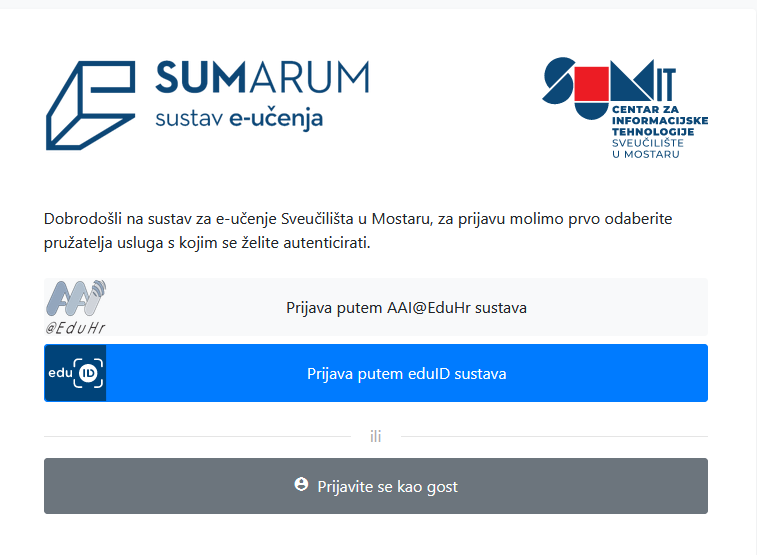 SUMARUM
sustav e-učenja
SUMIT
CENTAR ZA
INFORMACIJSKE
TEHNOLOGIJE
SVEUČILIŠTE
U MOSTARU
Dobrodošli na sustav za e-učenje Sveučilišta u Mostaru, za prijavu molimo prvo odaberite
pružatelja usluga s kojim se želite autenticirati.
AAI
@EduHr
Prijava putem AAI@EduHr sustava
edu ID
Prijava putem eduID sustava
ili
Prijavite se kao gost